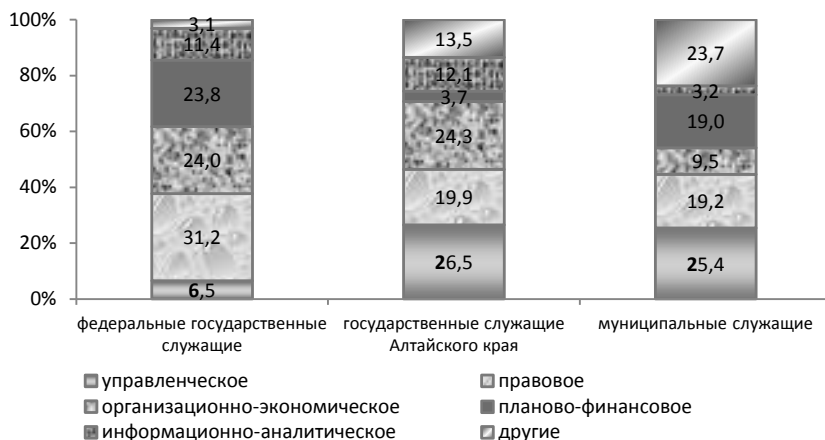 100%
80%
60%
40%
20%
0%
3,1
11,4
23,8
24,0
31,2
6,5
13,5
12,1
3,7
24,3
19,9
26,5
23,7
3,2
19,0
9,5
19,2
25,4
федеральные государственные
служащие
государственные служащие
Алтайского края
муниципальные служащие
управленческое
правовое
организационно-экономическое
планово-финансовое
информационно-аналитическое
другие